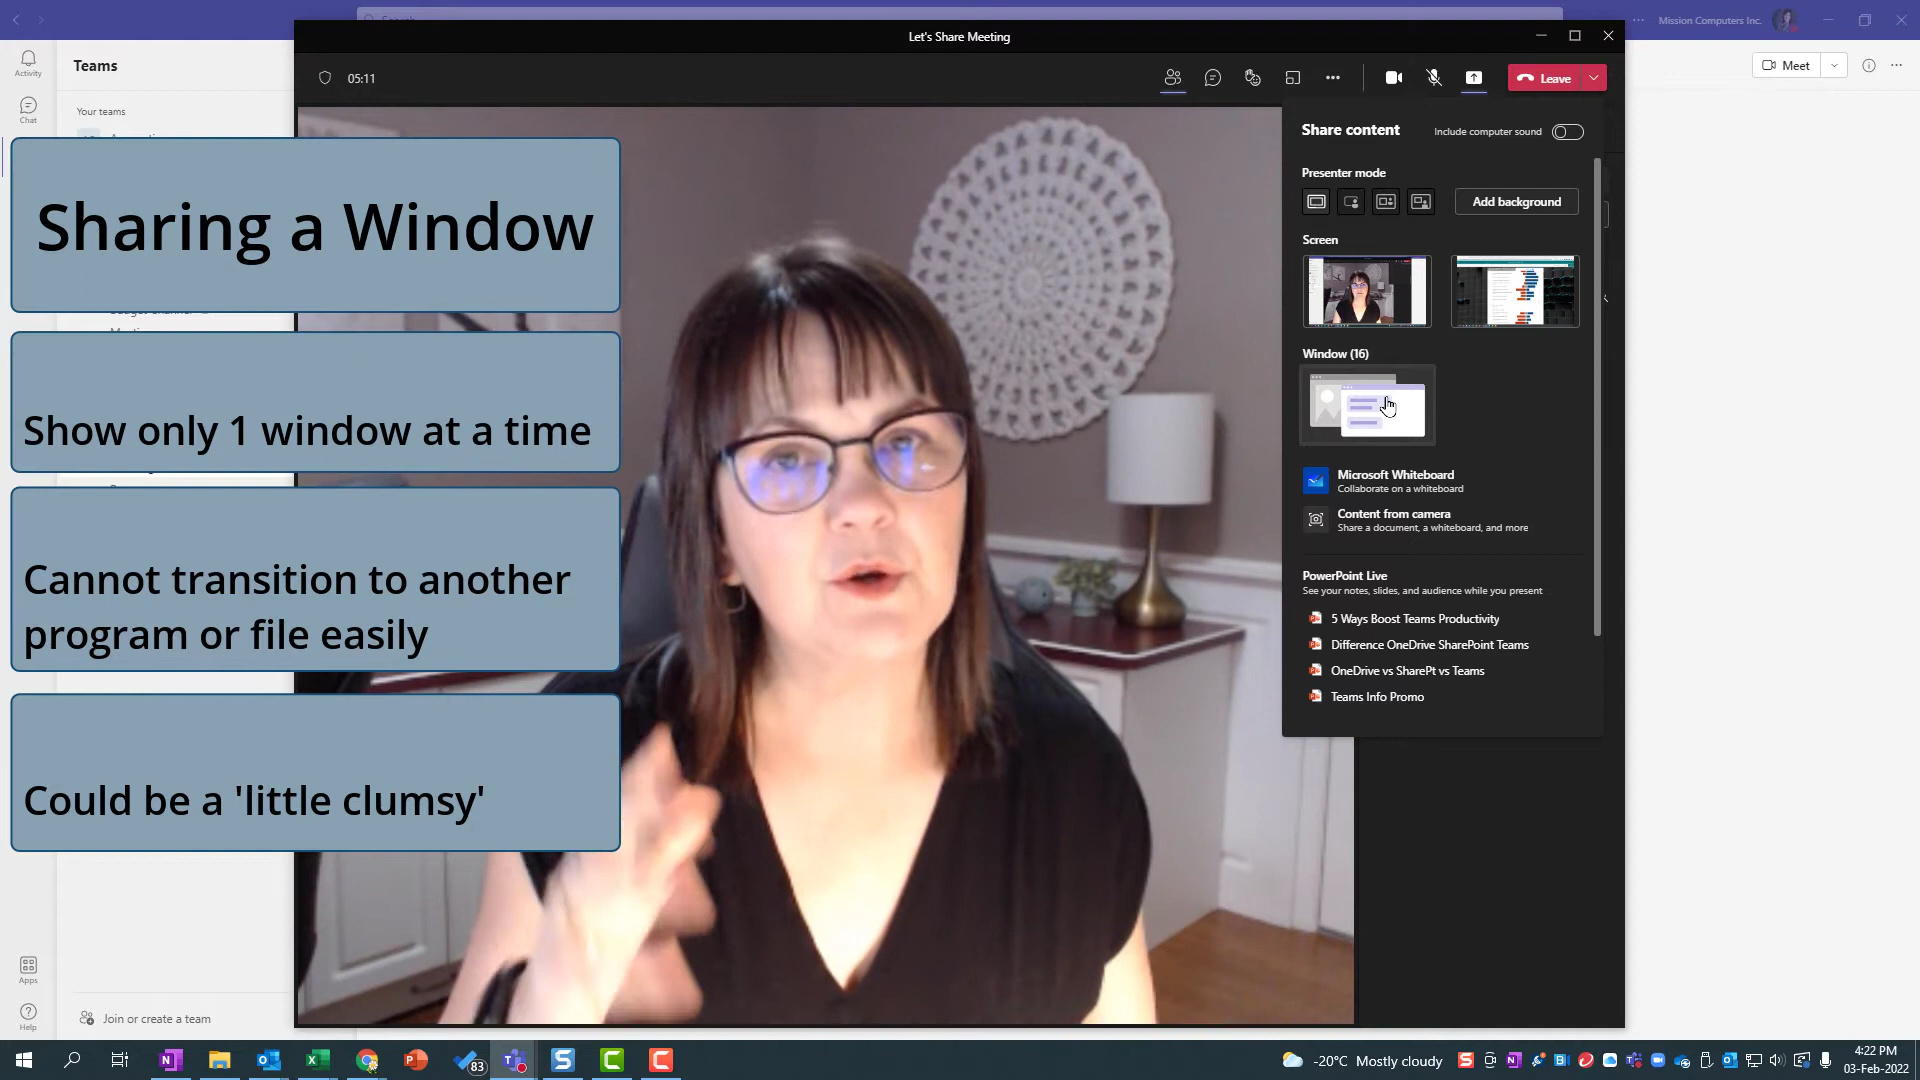 Search
Mission Computers Inc.
Let's Share Meeting
Activity
Teams
Meet
05:11
Leave
Chat
Your teams
Share content
Include computer sound
Presenter mode
Add background
Sharing a Window
Screen
Window (16)
Show only 1 window at a time
Microsoft Whiteboard
Collaborate on a whiteboard
Content from camera
Share a document, a whiteboard, and more
Cannot transition to another
program or file easily
PowerPoint Live
See your notes, slides, and audience while you present
5 Ways Boost Teams Productivity
Difference OneDrive SharePoint Teams
OneDrive vs SharePt vs Teams
Teams Info Promo
Could be a 'little clumsy'
Apps
Help
Join or create a team
83
-20°C Mostly cloudy
4:22 PM
03-Feb-2022